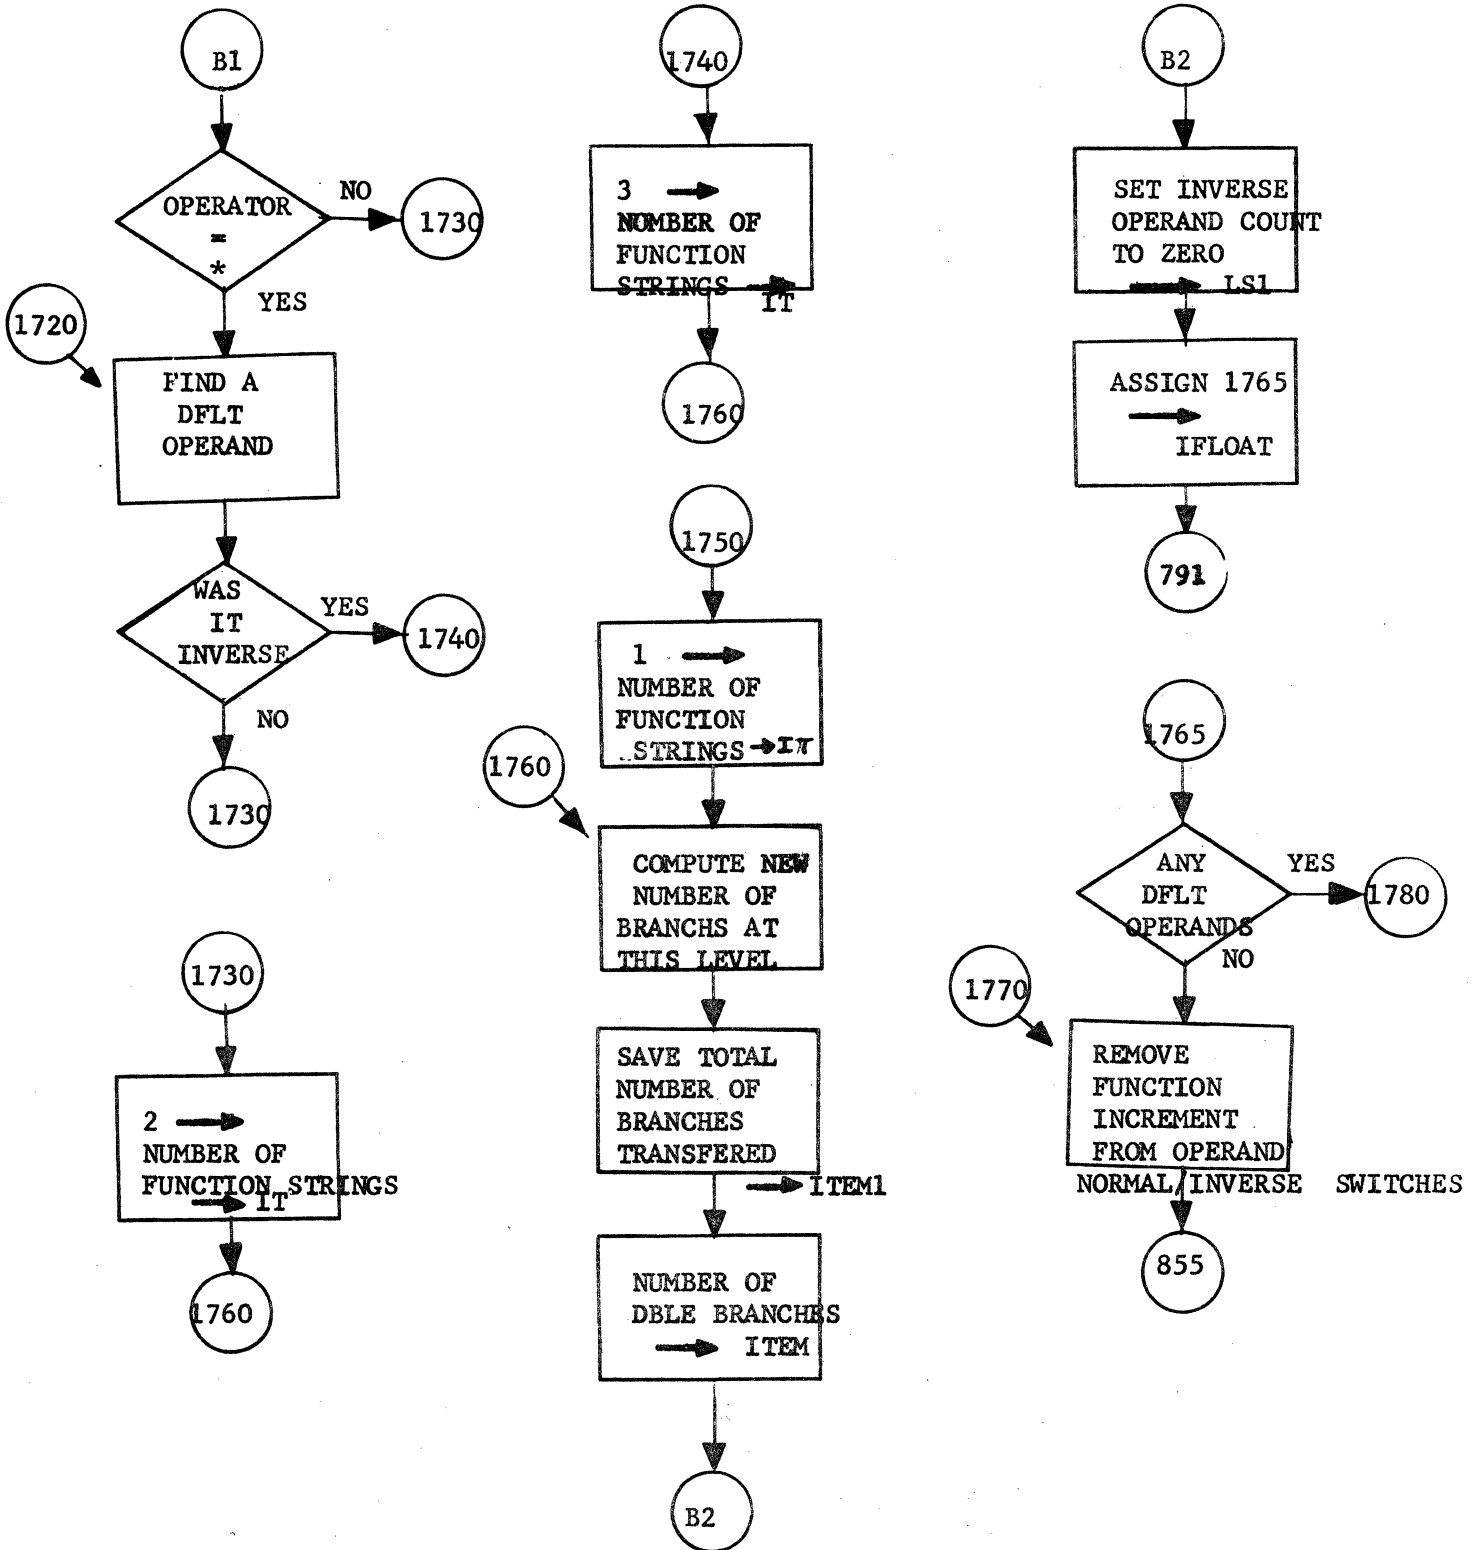 B1
OPERATOR
=
*
NO
1730
YES
1720
FIND A
DFLT
OPERAND
WAS
IT
INVERSE
YES
1740
NO
1730
1730
2
NUMBER OF
FUNCTION STRINGS
IT
1760
1740
3
NUMBER OF
FUNCTION
STRINGS
IT
1760
1750
1
NUMBER OF
FUNCTION
STRINGS → IT
1760
COMPUTE NEW
NUMBER OF
BRANCHS AT
THIS LEVEL
SAVE TOTAL
NUMBER OF
BRANCHES
TRANSFERED
ITEM1
NUMBER OF
DBLE BRANCHES
ITEM
B2
B2
SET INVERSE
OPERAND COUNT
TO ZERO
LS1
ASSIGN 1765
IFLOAT
791
1765
ANY
DFLT
OPERANDS
YES
1780
NO
1770
REMOVE
FUNCTION
INCREMENT
FROM OPERAND
NORMAL/INVERSE SWITCHES
855